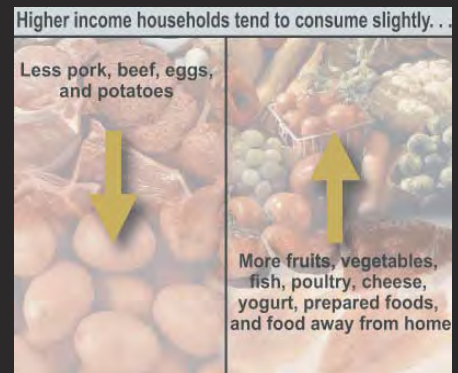 Higher income households tend to consume slightly. . .
Less pork, beef, eggs,
and potatoes
More fruits, vegetables,
fish, poultry, cheese,
yogurt, prepared foods,
and food away from home